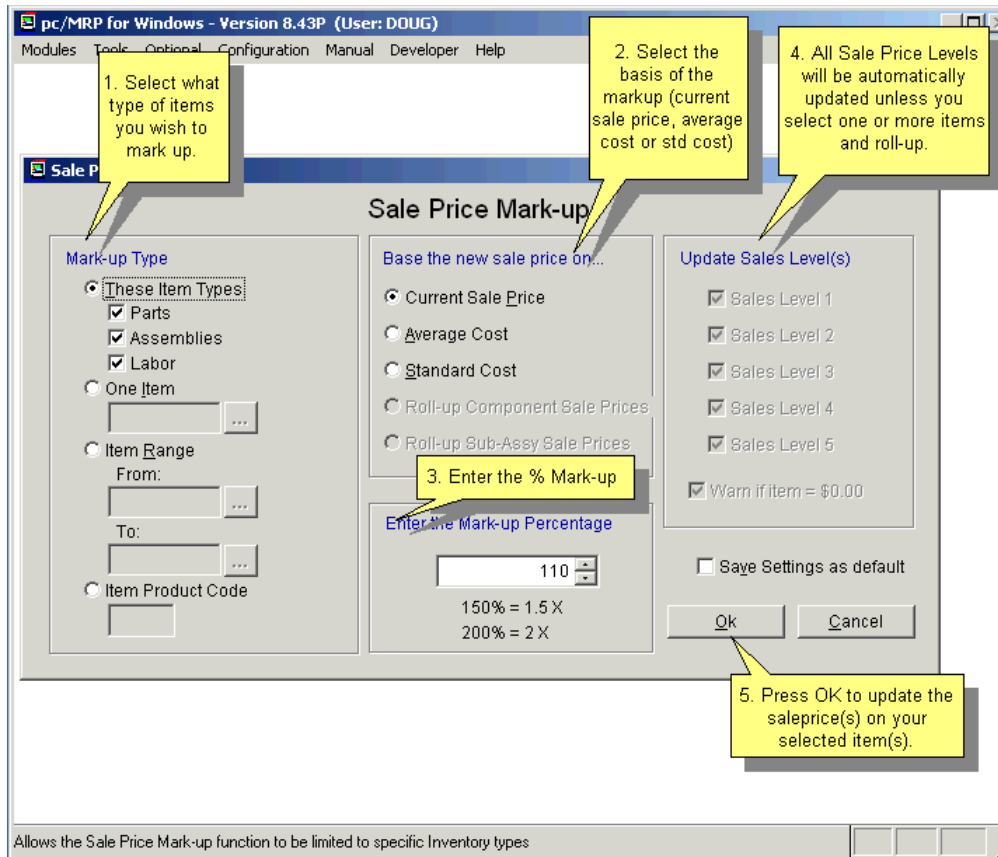 pc/MRP for Windows - Version 8.43P (User: DOUG)
Modules Tools Optional Configuration Manual Developer Help
1. Select what
type of items
you wish to
mark up.
2. Select the
basis of the
markup (current
sale price, average
cost or std cost)
4. All Sale Price Levels
will be automatically
updated unless you
select one or more items
and roll-up.
Sale P
Sale Price Mark-up
Mark-up Type
These Item Types
Parts
Assemblies
Labor
One Item
...
Item Range
From:
...
To:
...
Item Product Code
Base the new sale price on...
Current Sale Price
Average Cost
Standard Cost
Roll-up Component Sale Prices
Roll-up Sub-Assy Sale Prices
3. Enter the % Mark-up
Enter the Mark-up Percentage
110
150% = 1.5 X
200% = 2 X
Update Sales Level(s)
Sales Level 1
Sales Level 2
Sales Level 3
Sales Level 4
Sales Level 5
Warn if item = $0.00
Save Settings as default
Ok Cancel
5. Press OK to update the
saleprice(s) on your
selected item(s).
Allows the Sale Price Mark-up function to be limited to specific Inventory types